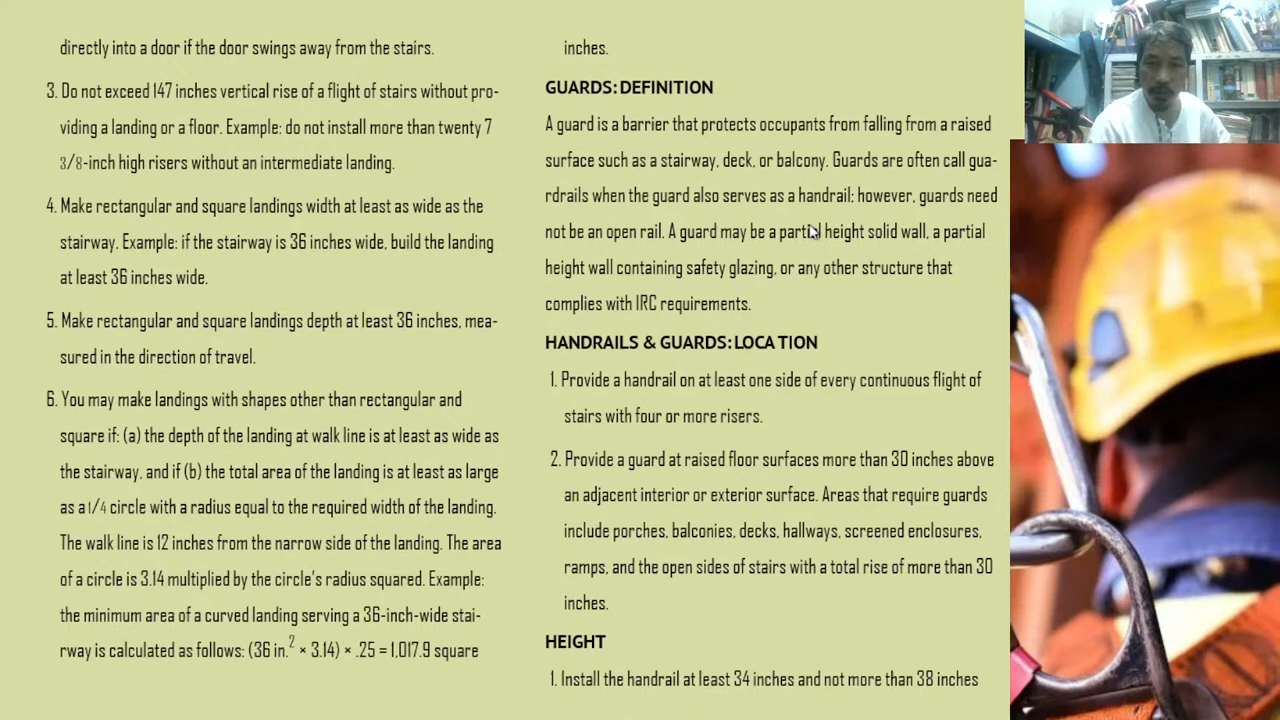 directly into a door if the door swings away from the stairs.
3. Do not exceed 147 inches vertical rise of a flight of stairs without pro-
viding a landing or a floor. Example: do not install more than twenty 7
3/8-inch high risers without an intermediate landing.
4. Make rectangular and square landings width at least as wide as the
stairway. Example: if the stairway is 36 inches wide, build the landing
at least 36 inches wide.
5. Make rectangular and square landings depth at least 36 inches, mea-
sured in the direction of travel.
6. You may make landings with shapes other than rectangular and
square if: (a) the depth of the landing at walk line is at least as wide as
the stairway, and if (b) the total area of the landing is at least as large
as a 1/4 circle with a radius equal to the required width of the landing.
The walk line is 12 inches from the narrow side of the landing. The area
of a circle is 3.14 multiplied by the circle's radius squared. Example:
the minimum area of a curved landing serving a 36-inch-wide stai-
rway is calculated as follows: (36 in.² × 3.14) × .25 = 1,017.9 square
inches.
GUARDS: DEFINITION
A guard is a barrier that protects occupants from falling from a raised
surface such as a stairway, deck, or balcony. Guards are often call gua-
rdrails when the guard also serves as a handrail; however, guards need
not be an open rail. A guard may be a partial height solid wall, a partial
height wall containing safety glazing, or any other structure that
complies with IRC requirements.
HANDRAILS & GUARDS: LOCA TION
1. Provide a handrail on at least one side of every continuous flight of
stairs with four or more risers.
2. Provide a guard at raised floor surfaces more than 30 inches above
an adjacent interior or exterior surface. Areas that require guards
include porches, balconies, decks, hallways, screened enclosures,
ramps, and the open sides of stairs with a total rise of more than 30
inches.
HEIGHT
1. Install the handrail at least 34 inches and not more than 38 inches